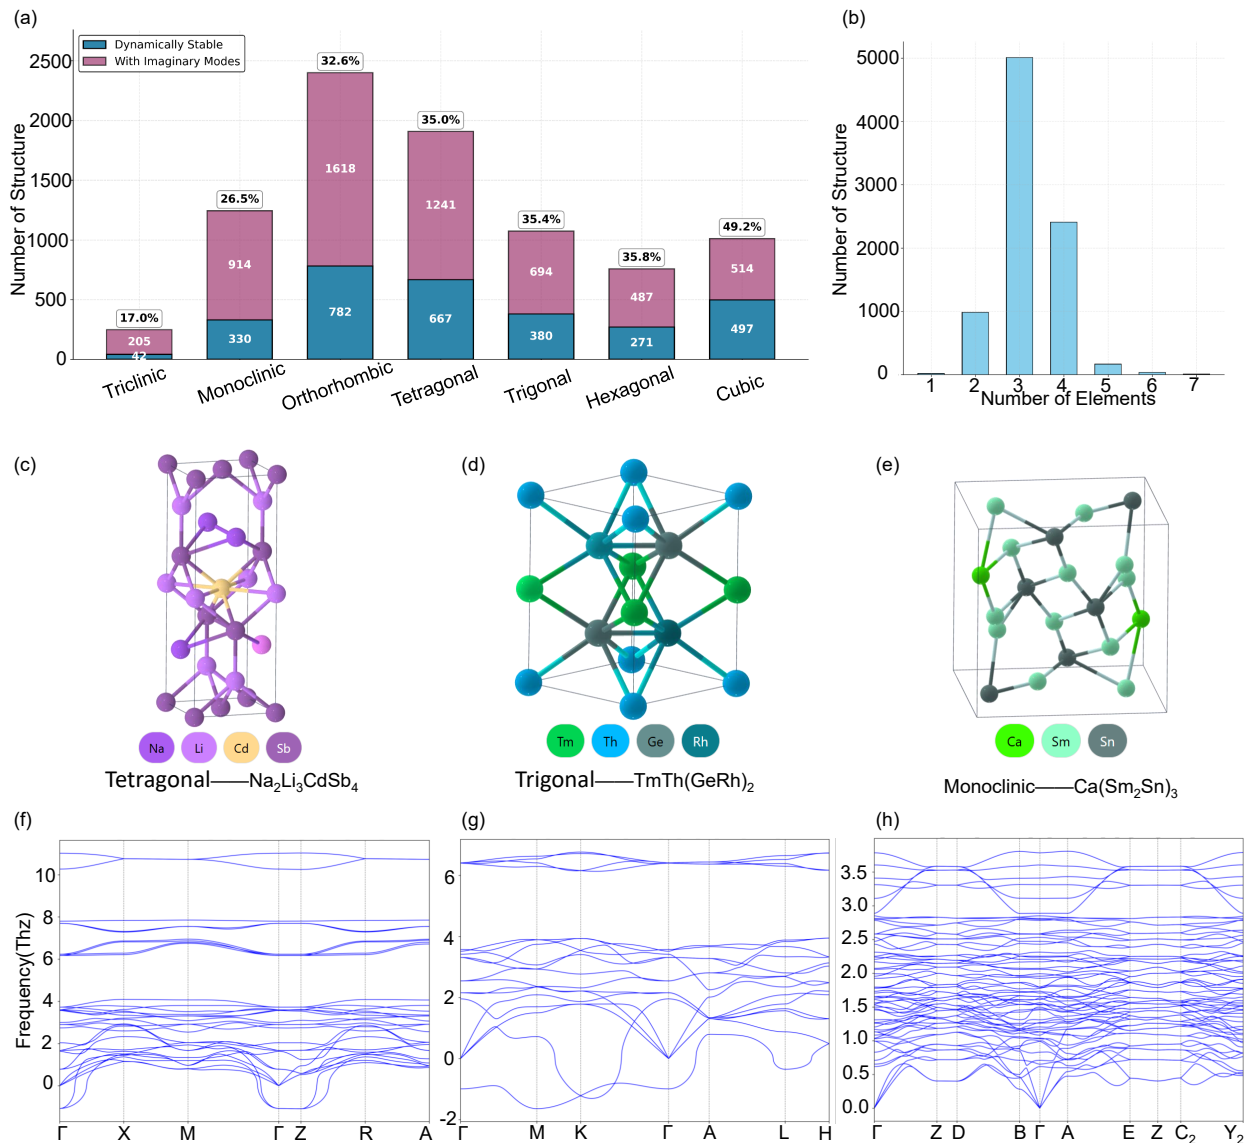 (a)
Dynamically Stable
With Imaginary Modes
Number of Structure
2500
2000
1500
1000
500
0
17.0%
26.5%
32.6%
35.0%
35.4%
35.8%
49.2%
205
914
1618
1241
694
487
514
42
330
782
667
380
271
497
Triclinic
Monoclinic
Orthorhombic
Tetragonal
Trigonal
Hexagonal
Cubic
(b)
Number of Structure
5000
4000
3000
2000
1000
0
1 2 3 4 5 6 7
Number of Elements
(c)
Na Li Cd Sb
Tetragonal——Na₂Li₃CdSb₄
(d)
Tm Th Ge Rh
Trigonal——TmTh(GeRh)₂
(e)
Ca Sm Sn
Monoclinic——Ca(Sm₂Sn)₃
(f)
Frequency(Thz)
10
8
6
4
2
0
Γ X M Γ Z R A
(g)
6
4
2
0
-2
Γ M K Γ A L H
(h)
3.5
3.0
2.5
2.0
1.5
1.0
0.5
0.0
Γ Z D B Γ A E Z C₂ Y₂